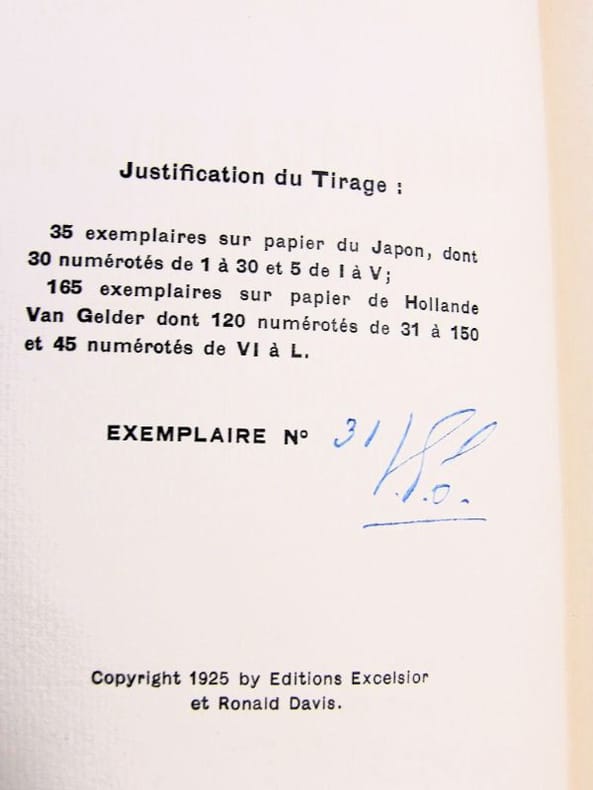 Justification du Tirage :
35 exemplaires sur papier du Japon, dont
30 numérotés de 1 à 30 et 5 de I à V;
165 exemplaires sur papier de Hollande
Van Gelder dont 120 numérotés de 31 à 150
et 45 numérotés de VI à L.
EXEMPLAIRE Nº 31
Copyright 1925 by Editions Excelsior
et Ronald Davis.